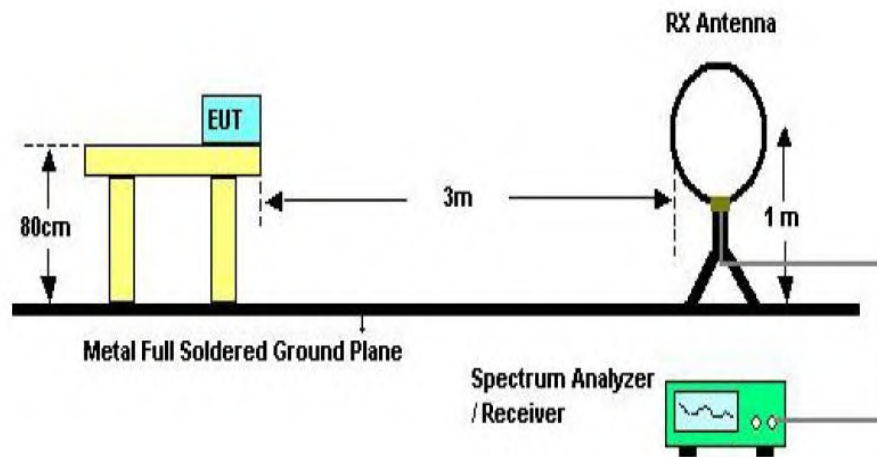 RX Antenna
EUT
3m
80cm
1 m
Metal Full Soldered Ground Plane
Spectrum Analyzer
/ Receiver